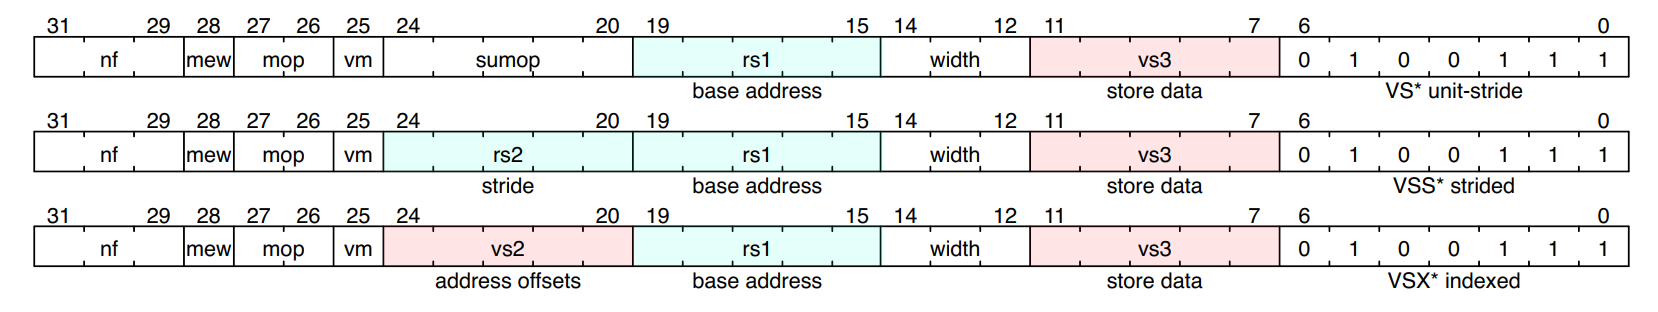 31 29 28 27 26 25 24 20 19 15 14 12 11 7 6 0
nf mew mop vm sumop rs1 width vs3 0 1 0 0 1 1 1
base address store data VS* unit-stride
31 29 28 27 26 25 24 20 19 15 14 12 11 7 6 0
nf mew mop vm rs2 rs1 width vs3 0 1 0 0 1 1 1
stride base address store data VSS* strided
31 29 28 27 26 25 24 20 19 15 14 12 11 7 6 0
nf mew mop vm vs2 rs1 width vs3 0 1 0 0 1 1 1
address offsets base address store data VSX* indexed